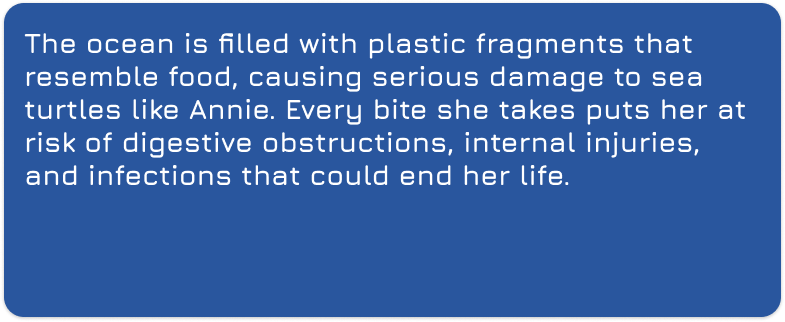 The ocean is filled with plastic fragments that
resemble food, causing serious damage to sea
turtles like Annie. Every bite she takes puts her at
risk of digestive obstructions, internal injuries,
and infections that could end her life.